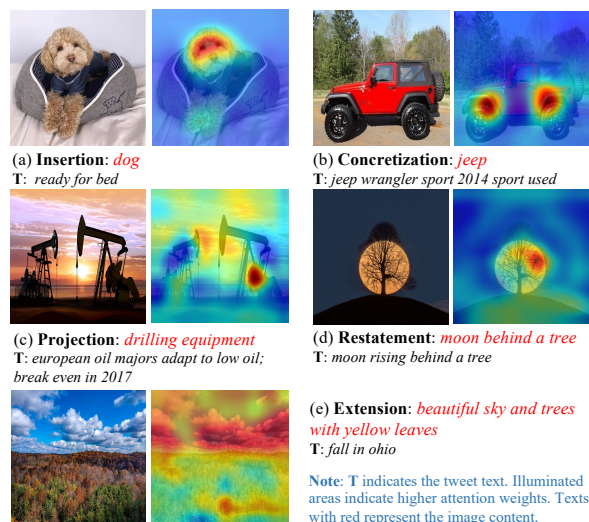 (a) Insertion: dog
T: ready for bed
(b) Concretization: jeep
T: jeep wrangler sport 2014 sport used
(c) Projection: drilling equipment
T: european oil majors adapt to low oil;
break even in 2017
(d) Restatement: moon behind a tree
T: moon rising behind a tree
(e) Extension: beautiful sky and trees
with yellow leaves
T: fall in ohio
Note: T indicates the tweet text. Illuminated
areas indicate higher attention weights. Texts
with red represent the image content.